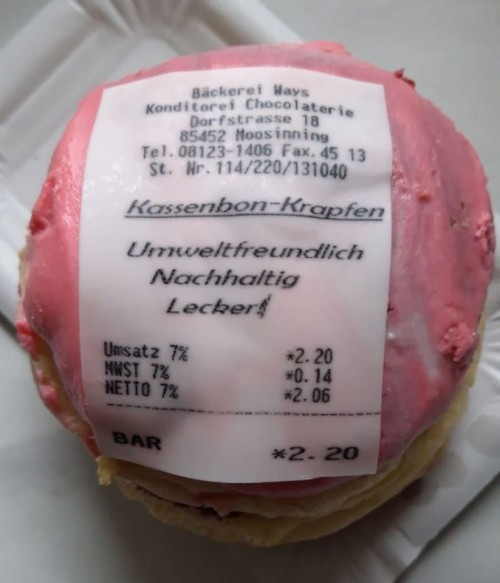 Bäckerei Ways
Konditorei Chocolaterie
Dorfstrasse 18
85452 Moosinning
Tel.08123-1406 Fax.45 13
St. Nr.114/220/131040
Kassenbon-Krapfen
Umweltfreundlich
Nachhaltig
Lecker!
Umsatz 7% *2.20
MWST 7% *0.14
NETTO 7% *2.06
BAR *2.20